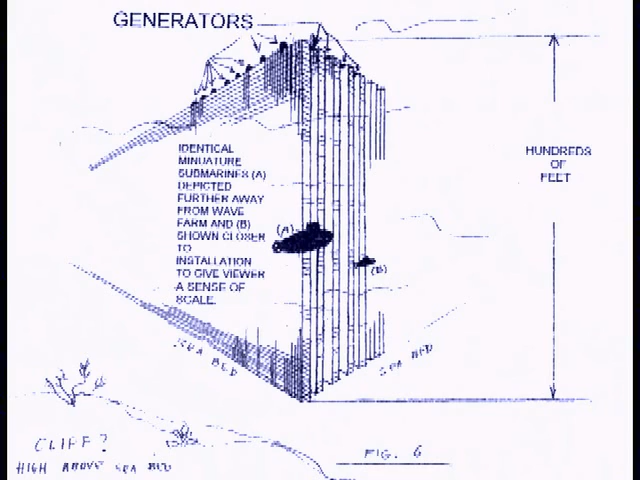 GENERATORS
HUNDREDS
OF
FEET
IDENTICAL
MINUATURE
SUBMARINES (A)
DEPICTED
FURTHER AWAY
FROM WAVE
FARM AND (B)
SHOWN CLOSER
TO
INSTALLATION
TO GIVE VIEWER
A SENSE OF
SCALE.
(A)
(B)
SEA BED
SEA BED
CLIFF?
HIGH ABOVE SEA BED
FIG. 6